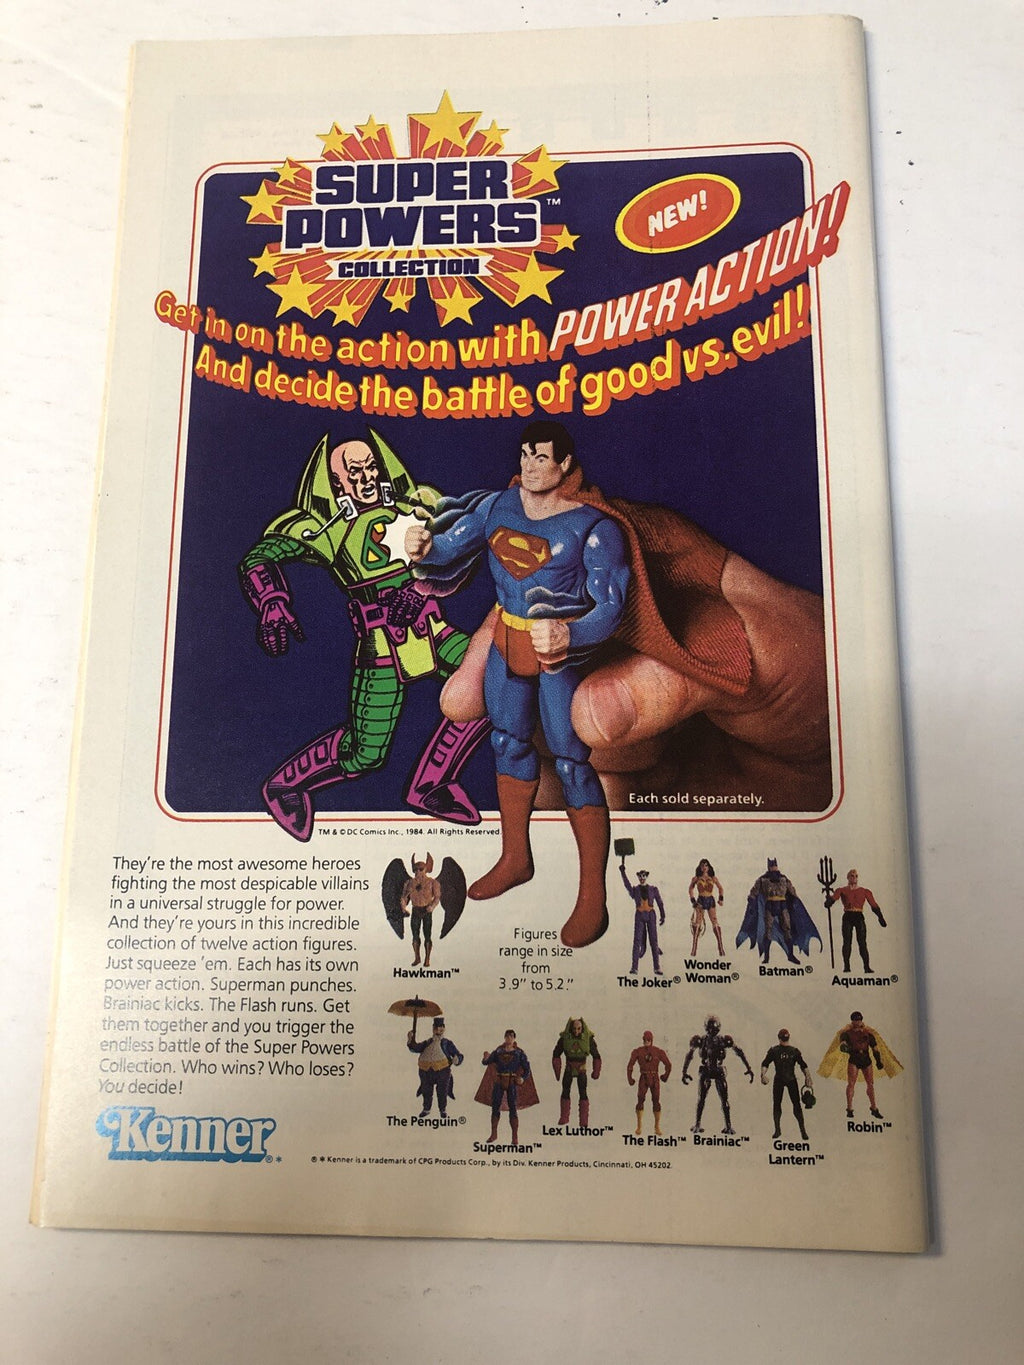 SUPER
POWERS™
COLLECTION
NEW!
Get in on the action with POWER ACTION!
And decide the battle of good vs. evil!
Each sold separately.
TM & © DC Comics Inc., 1984. All Rights Reserved.
They're the most awesome heroes
fighting the most despicable villains
in a universal struggle for power.
And they're yours in this incredible
collection of twelve action figures.
Just squeeze 'em. Each has its own
power action. Superman punches.
Brainiac kicks. The Flash runs. Get
them together and you trigger the
endless battle of the Super Powers
Collection. Who wins? Who loses?
You decide!
Hawkman™
Figures
range in size
from
3.9" to 5.2."
The Joker®
Wonder
Woman®
Batman®
Aquaman®
The Penguin®
Superman™
Lex Luthor™
The Flash™
Brainiac™
Green
Lantern™
Robin™
Kenner ®*
®* Kenner is a trademark of CPG Products Corp., by its Div. Kenner Products, Cincinnati, OH 45202.